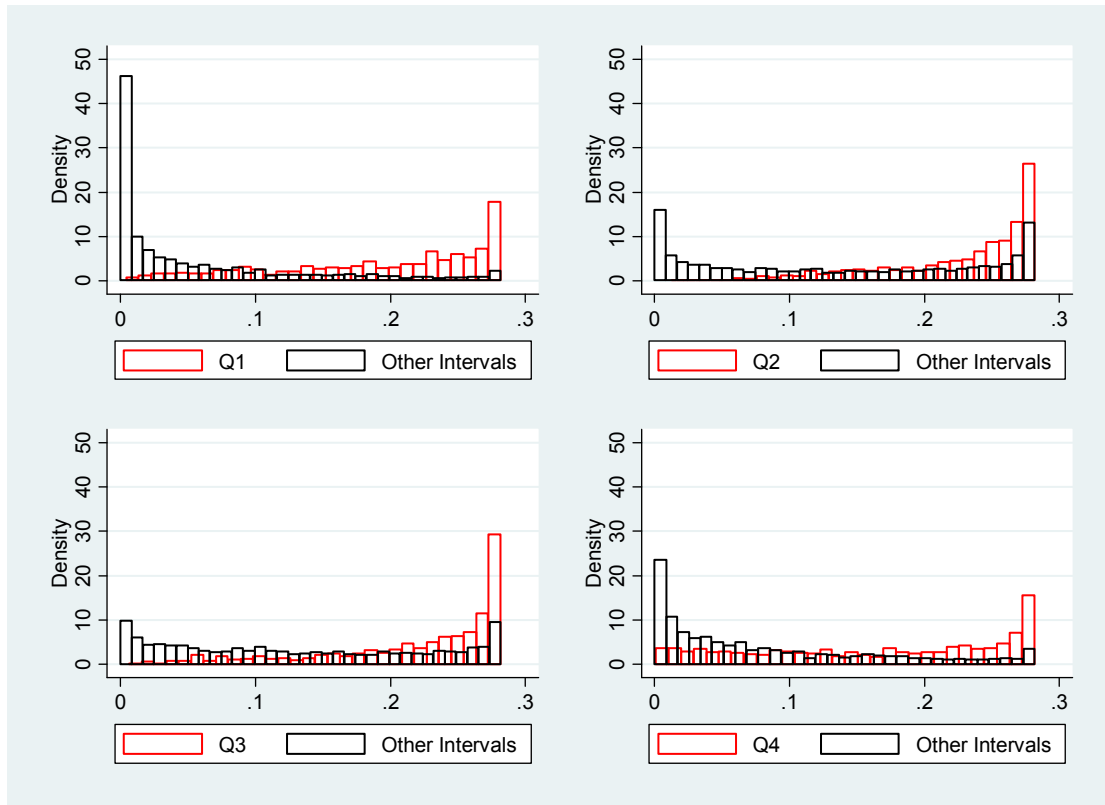 Density
50
40
30
20
10
0
0 .1 .2 .3
Q1 Other Intervals
Density
50
40
30
20
10
0
0 .1 .2 .3
Q2 Other Intervals
Density
50
40
30
20
10
0
0 .1 .2 .3
Q3 Other Intervals
Density
50
40
30
20
10
0
0 .1 .2 .3
Q4 Other Intervals